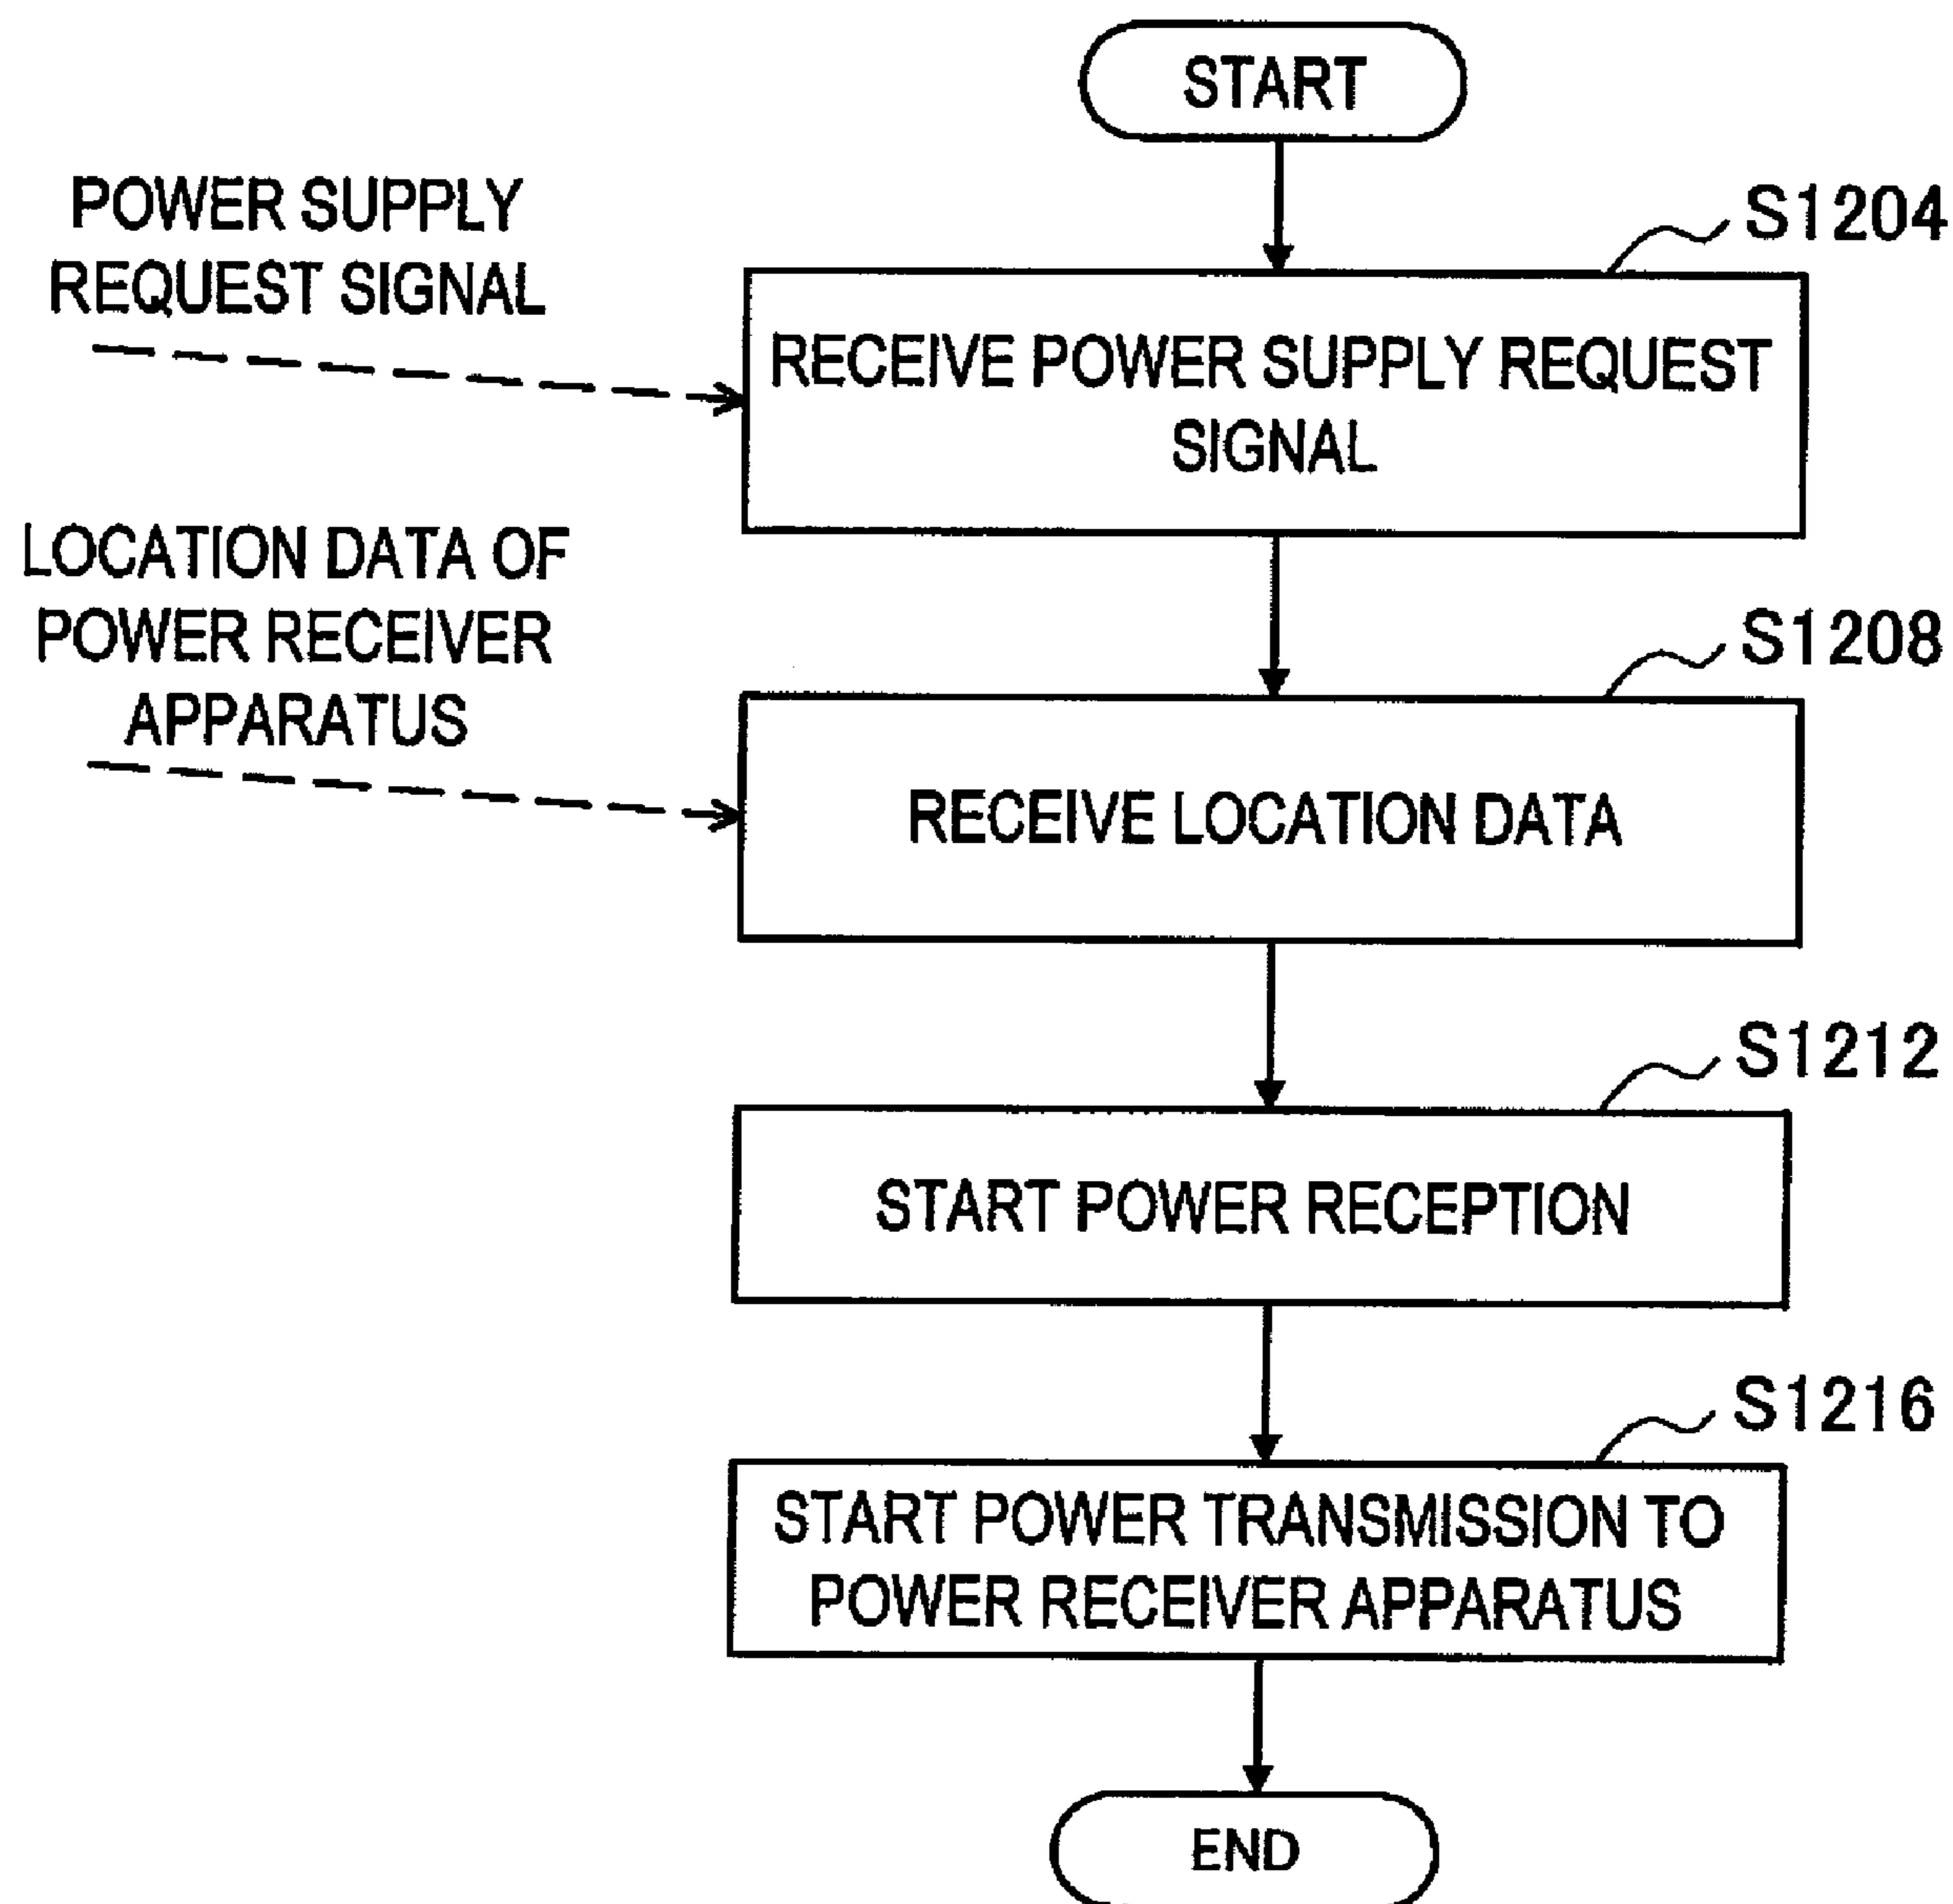 START
POWER SUPPLY
REQUEST SIGNAL
S1204
RECEIVE POWER SUPPLY REQUEST
SIGNAL
LOCATION DATA OF
POWER RECEIVER
APPARATUS
S1208
RECEIVE LOCATION DATA
S1212
START POWER RECEPTION
S1216
START POWER TRANSMISSION TO
POWER RECEIVER APPARATUS
END